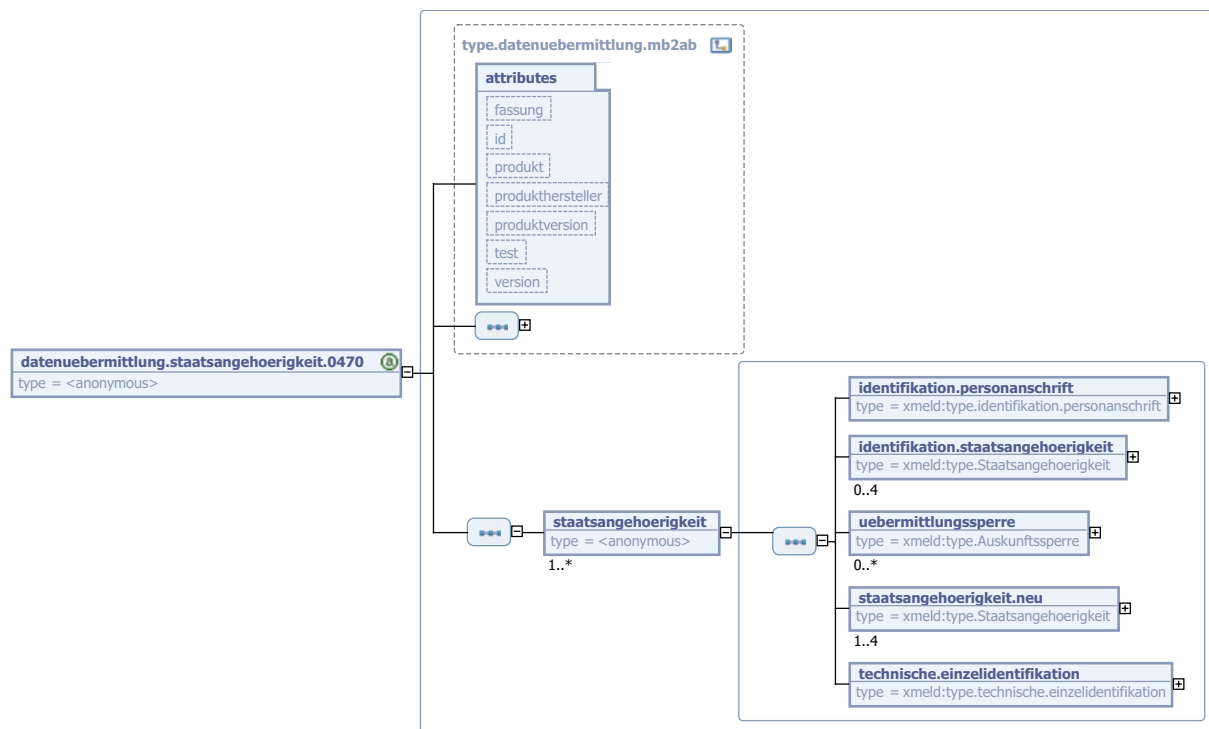 type.datenuebermittlung.mb2ab
attributes
fassung
id
produkt
produkthersteller
produktversion
test
version
datenuebermittlung.staatsangehoerigkeit.0470
type = <anonymous>
staatsangehoerigkeit
type = <anonymous>
1..*
identifikation.personanschrift
type = xmeld:type.identifikation.personanschrift
identifikation.staatsangehoerigkeit
type = xmeld:type.Staatsangehoerigkeit
0..4
uebermittlungssperre
type = xmeld:type.Auskunftssperre
0..*
staatsangehoerigkeit.neu
type = xmeld:type.Staatsangehoerigkeit
1..4
technische.einzelidentifikation
type = xmeld:type.technische.einzelidentifikation